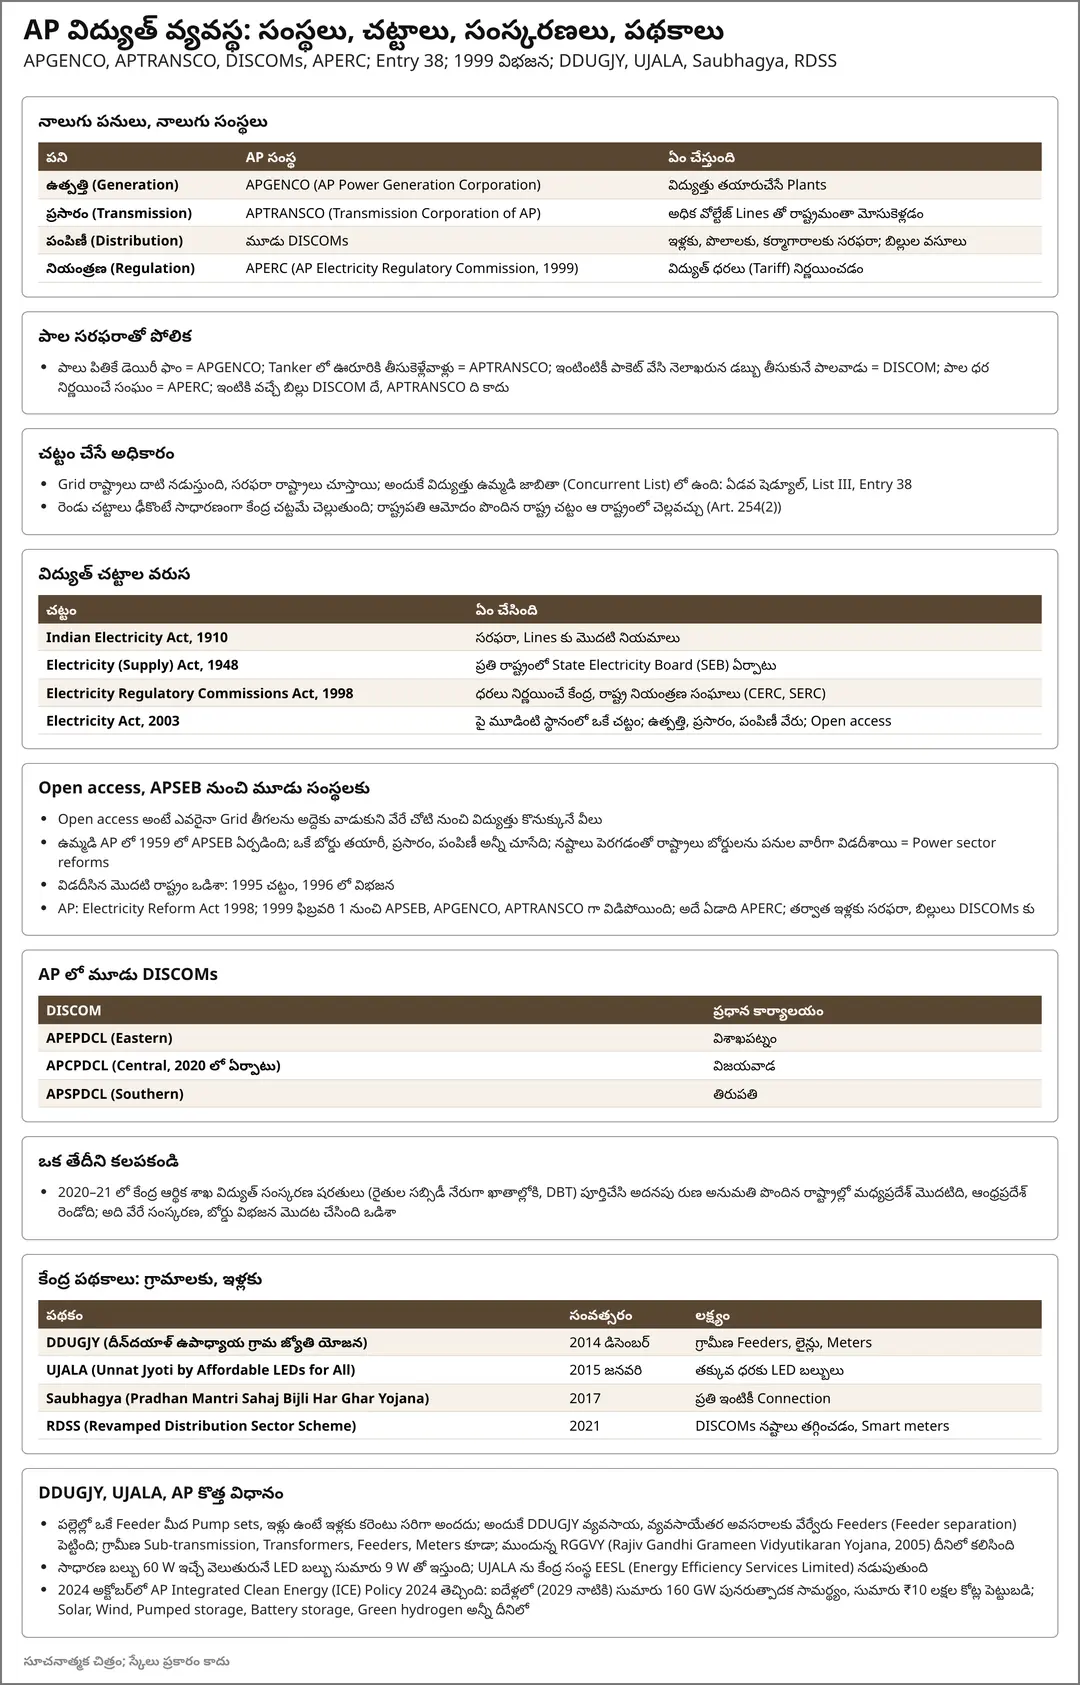 AP విద్యుత్ వ్యవస్థ: సంస్థలు, చట్టాలు, సంస్కరణలు, పథకాలు
APGENCO, APTRANSCO, DISCOMs, APERC; Entry 38; 1999 విభజన; DDUGJY, UJALA, Saubhagya, RDSS
నాలుగు పనులు, నాలుగు సంస్థలు
పని AP సంస్థ ఏం చేస్తుంది
ఉత్పత్తి (Generation) APGENCO (AP Power Generation Corporation) విద్యుత్తు తయారుచేసే Plants
ప్రసారం (Transmission) APTRANSCO (Transmission Corporation of AP) అధిక వోల్టేజ్ Lines తో రాష్ట్రమంతా మోసుకెళ్లడం
పంపిణీ (Distribution) మూడు DISCOMs ఇళ్లకు, పొలాలకు, కర్మాగారాలకు సరఫరా; బిల్లుల వసూలు
నియంత్రణ (Regulation) APERC (AP Electricity Regulatory Commission, 1999) విద్యుత్ ధరలు (Tariff) నిర్ణయించడం
పాల సరఫరాతో పోలిక
• పాలు పితికే డెయిరీ ఫాం = APGENCO; Tanker లో ఊరూరికి తీసుకెళ్లేవాళ్లు = APTRANSCO; ఇంటింటికీ పాకెట్ వేసి నెలాఖరున డబ్బు తీసుకునే పాలవాడు = DISCOM; పాల ధర
నిర్ణయించే సంఘం = APERC; ఇంటికి వచ్చే బిల్లు DISCOM దే, APTRANSCO ది కాదు
చట్టం చేసే అధికారం
• Grid రాష్ట్రాలు దాటి నడుస్తుంది, సరఫరా రాష్ట్రాలు చూస్తాయి; అందుకే విద్యుత్తు ఉమ్మడి జాబితా (Concurrent List) లో ఉంది: ఏడవ షెడ్యూల్, List III, Entry 38
• రెండు చట్టాలు ఢీకొంటే సాధారణంగా కేంద్ర చట్టమే చెల్లుతుంది; రాష్ట్రపతి ఆమోదం పొందిన రాష్ట్ర చట్టం ఆ రాష్ట్రంలో చెల్లవచ్చు (Art. 254(2))
విద్యుత్ చట్టాల వరుస
చట్టం ఏం చేసింది
Indian Electricity Act, 1910 సరఫరా, Lines కు మొదటి నియమాలు
Electricity (Supply) Act, 1948 ప్రతి రాష్ట్రంలో State Electricity Board (SEB) ఏర్పాటు
Electricity Regulatory Commissions Act, 1998 ధరలు నిర్ణయించే కేంద్ర, రాష్ట్ర నియంత్రణ సంఘాలు (CERC, SERC)
Electricity Act, 2003 పై మూడింటి స్థానంలో ఒకే చట్టం; ఉత్పత్తి, ప్రసారం, పంపిణీ వేరు; Open access
Open access, APSEB నుంచి మూడు సంస్థలకు
• Open access అంటే ఎవరైనా Grid తీగలను అద్దెకు వాడుకుని వేరే చోటి నుంచి విద్యుత్తు కొనుక్కునే వీలు
• ఉమ్మడి AP లో 1959 లో APSEB ఏర్పడింది; ఒకే బోర్డు తయారీ, ప్రసారం, పంపిణీ అన్నీ చూసేది; నష్టాలు పెరగడంతో రాష్ట్రాలు బోర్డులను పనుల వారీగా విడదీశాయి = Power sector
reforms
• విడదీసిన మొదటి రాష్ట్రం ఒడిశా: 1995 చట్టం, 1996 లో విభజన
• AP: Electricity Reform Act 1998; 1999 ఫిబ్రవరి 1 నుంచి APSEB, APGENCO, APTRANSCO గా విడిపోయింది; అదే ఏడాది APERC; తర్వాత ఇళ్లకు సరఫరా, బిల్లులు DISCOMs కు
AP లో మూడు DISCOMs
DISCOM ప్రధాన కార్యాలయం
APEPDCL (Eastern) విశాఖపట్నం
APCPDCL (Central, 2020 లో ఏర్పాటు) విజయవాడ
APSPDCL (Southern) తిరుపతి
ఒక తేదీని కలపకండి
• 2020–21 లో కేంద్ర ఆర్థిక శాఖ విద్యుత్ సంస్కరణ షరతులు (రైతుల సబ్సిడీ నేరుగా ఖాతాల్లోకి, DBT) పూర్తిచేసి అదనపు రుణ అనుమతి పొందిన రాష్ట్రాల్లో మధ్యప్రదేశ్ మొదటిది, ఆంధ్రప్రదేశ్
రెండోది; అది వేరే సంస్కరణ, బోర్డు విభజన మొదట చేసింది ఒడిశా
కేంద్ర పథకాలు: గ్రామాలకు, ఇళ్లకు
పథకం సంవత్సరం లక్ష్యం
DDUGJY (దీన్‌దయాళ్ ఉపాధ్యాయ గ్రామ జ్యోతి యోజన) 2014 డిసెంబర్ గ్రామీణ Feeders, లైన్లు, Meters
UJALA (Unnat Jyoti by Affordable LEDs for All) 2015 జనవరి తక్కువ ధరకు LED బల్బులు
Saubhagya (Pradhan Mantri Sahaj Bijli Har Ghar Yojana) 2017 ప్రతి ఇంటికీ Connection
RDSS (Revamped Distribution Sector Scheme) 2021 DISCOMs నష్టాలు తగ్గించడం, Smart meters
DDUGJY, UJALA, AP కొత్త విధానం
• పల్లెల్లో ఒకే Feeder మీద Pump sets, ఇళ్లు ఉంటే ఇళ్లకు కరెంటు సరిగా అందదు; అందుకే DDUGJY వ్యవసాయ, వ్యవసాయేతర అవసరాలకు వేర్వేరు Feeders (Feeder separation)
పెట్టింది; గ్రామీణ Sub-transmission, Transformers, Feeders, Meters కూడా; ముందున్న RGGVY (Rajiv Gandhi Grameen Vidyutikaran Yojana, 2005) దీనిలో కలిసింది
• సాధారణ బల్బు 60 W ఇచ్చే వెలుతురునే LED బల్బు సుమారు 9 W తో ఇస్తుంది; UJALA ను కేంద్ర సంస్థ EESL (Energy Efficiency Services Limited) నడుపుతుంది
• 2024 అక్టోబర్‌లో AP Integrated Clean Energy (ICE) Policy 2024 తెచ్చింది: ఐదేళ్లలో (2029 నాటికి) సుమారు 160 GW పునరుత్పాదక సామర్థ్యం, సుమారు ₹10 లక్షల కోట్ల పెట్టుబడి;
Solar, Wind, Pumped storage, Battery storage, Green hydrogen అన్నీ దీనిలో
సూచనాత్మక చిత్రం; స్కేలు ప్రకారం కాదు